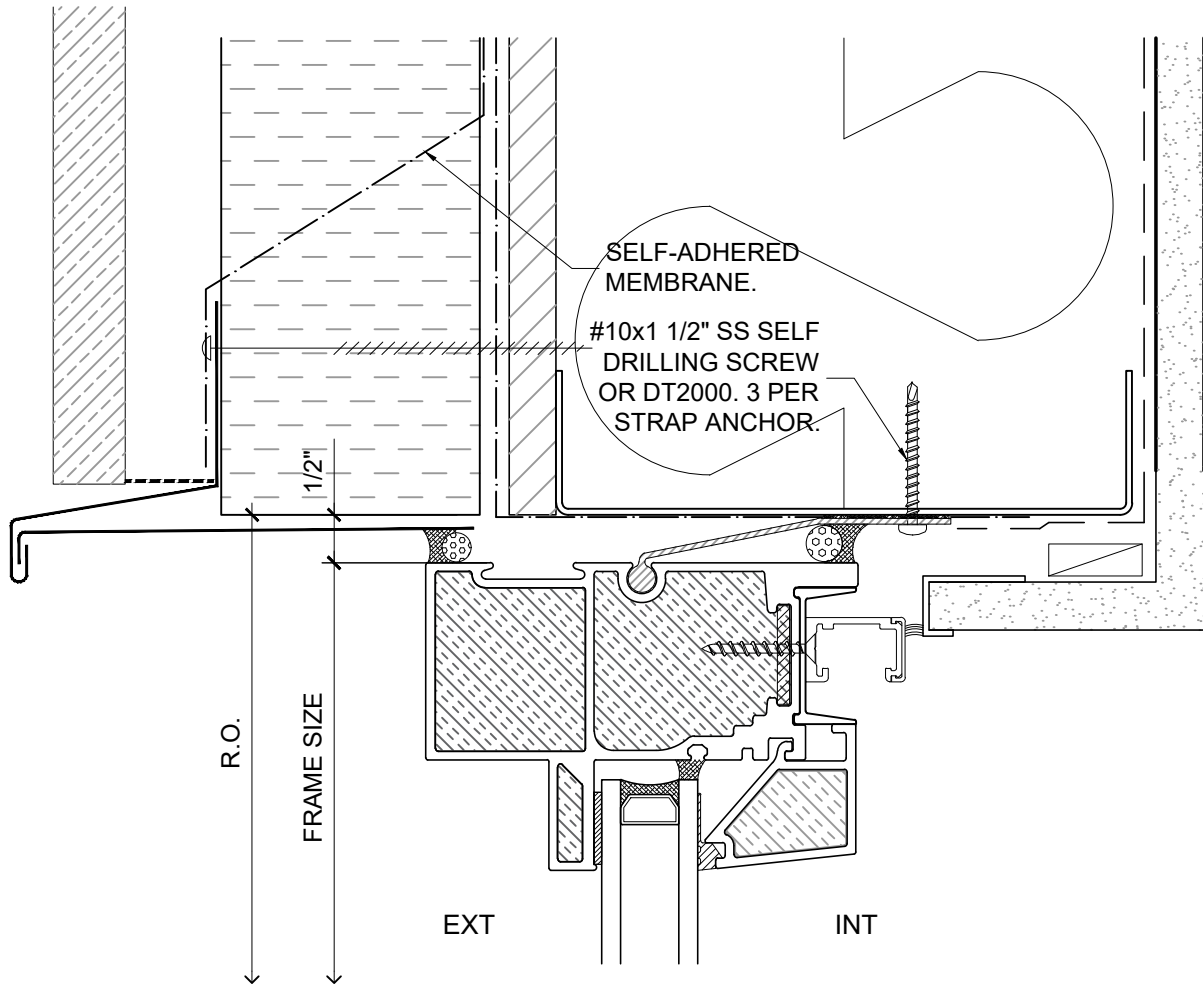 SELF-ADHERED
MEMBRANE.
#10x1 1/2" SS SELF
DRILLING SCREW
OR DT2000. 3 PER
STRAP ANCHOR.
1/2"
R.O.
FRAME SIZE
EXT
INT